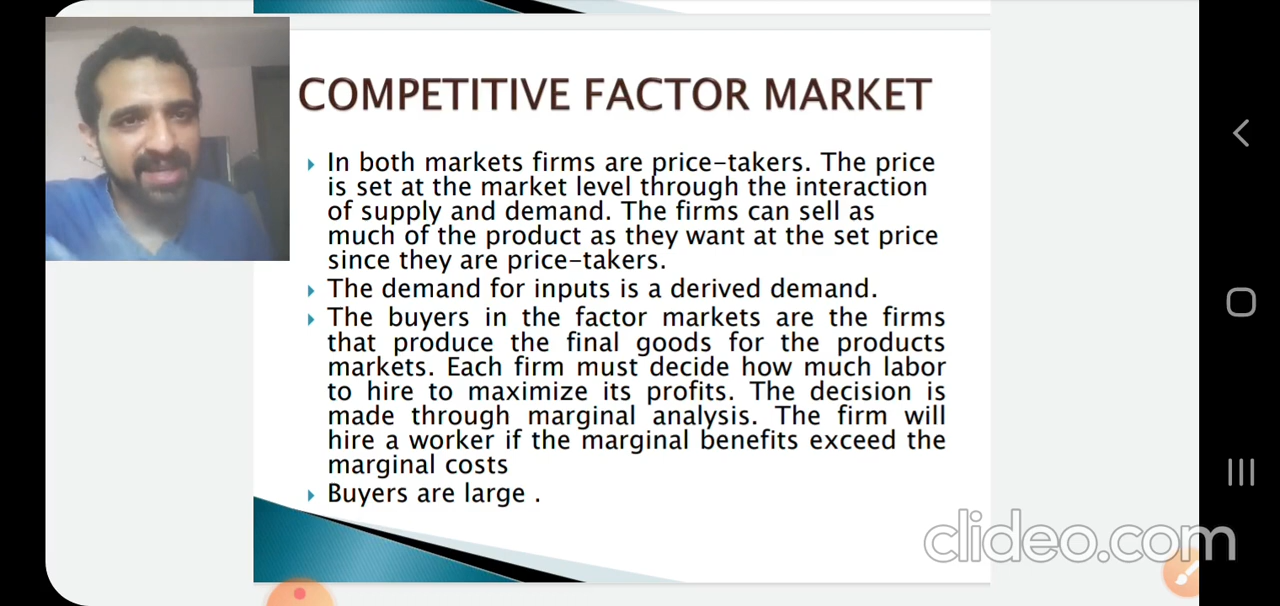 COMPETITIVE FACTOR MARKET
In both markets firms are price-takers. The price
is set at the market level through the interaction
of supply and demand. The firms can sell as
much of the product as they want at the set price
since they are price-takers.
The demand for inputs is a derived demand.
The buyers in the factor markets are the firms
that produce the final goods for the products
markets. Each firm must decide how much labor
to hire to maximize its profits. The decision is
made through marginal analysis. The firm will
hire a worker if the marginal benefits exceed the
marginal costs
Buyers are large .
clideo.com